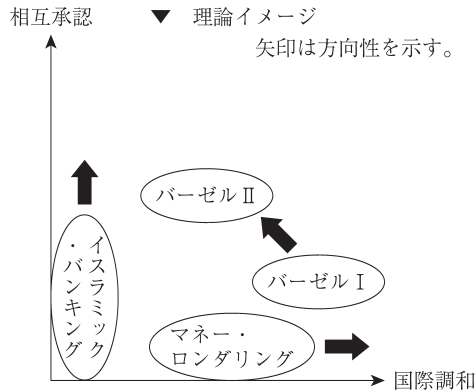 相互承認
▼ 理論イメージ
矢印は方向性を示す。
バーゼルⅡ
イスラミック
・バンキング
バーゼルⅠ
マネー・
ロンダリング
国際調和